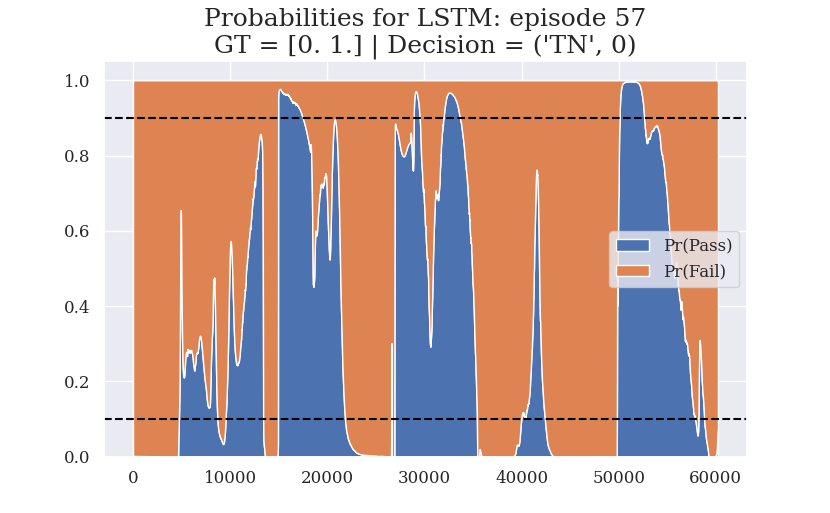 Probabilities for LSTM: episode 57
GT = [0. 1.] | Decision = ('TN', 0)
1.0
0.8
0.6
0.4
0.2
0.0
Pr(Pass)
Pr(Fail)
0 10000 20000 30000 40000 50000 60000